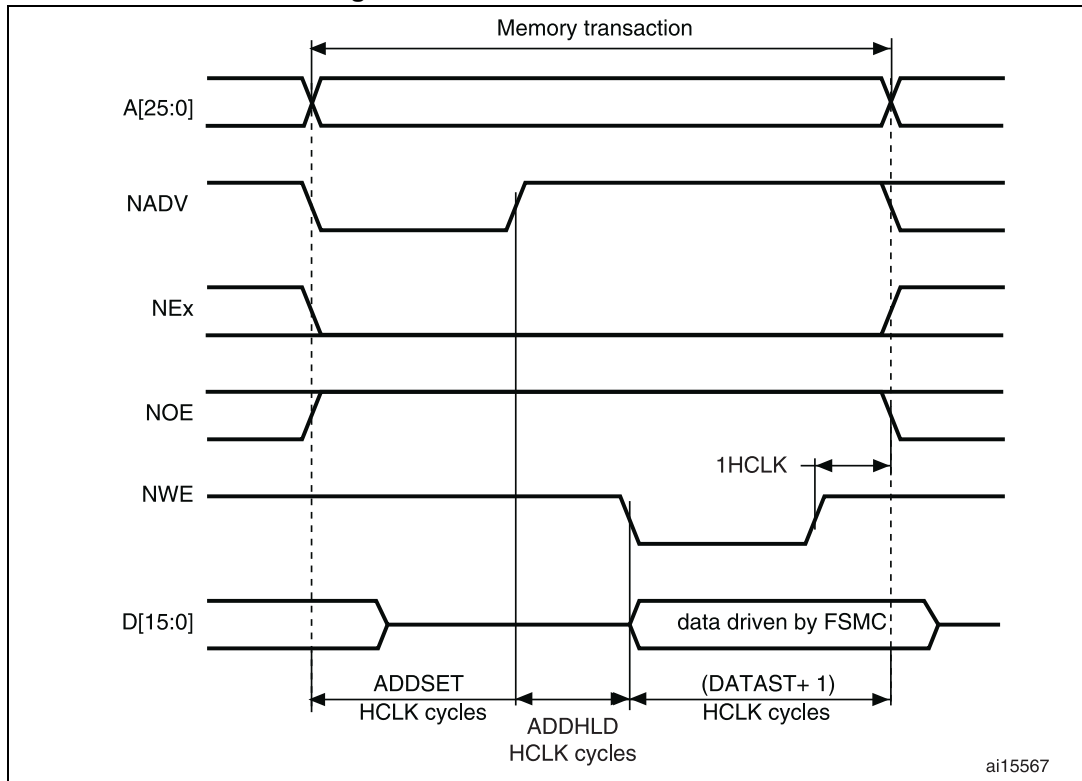 Memory transaction
A[25:0]
NADV
NEx
NOE
1HCLK
NWE
D[15:0]
data driven by FSMC
ADDSET
HCLK cycles
ADDHLD
HCLK cycles
(DATAST+ 1)
HCLK cycles
ai15567